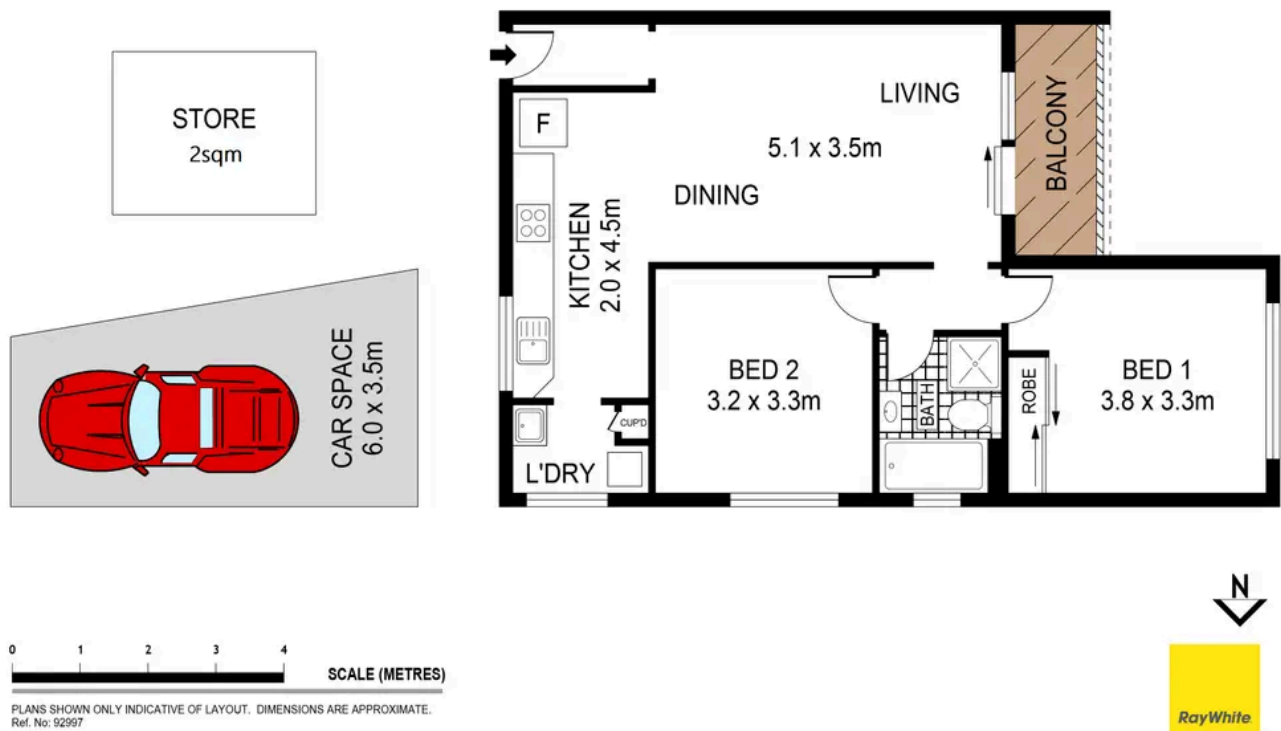 STORE
2sqm
CAR SPACE
6.0 x 3.5m
F
KITCHEN
2.0 x 4.5m
LIVING
5.1 x 3.5m
DINING
BALCONY
BED 2
3.2 x 3.3m
BATH
ROBE
BED 1
3.8 x 3.3m
CUP'D
L'DRY
N
0 1 2 3 4
SCALE (METRES)
PLANS SHOWN ONLY INDICATIVE OF LAYOUT. DIMENSIONS ARE APPROXIMATE.
Ref. No: 92997
RayWhite.